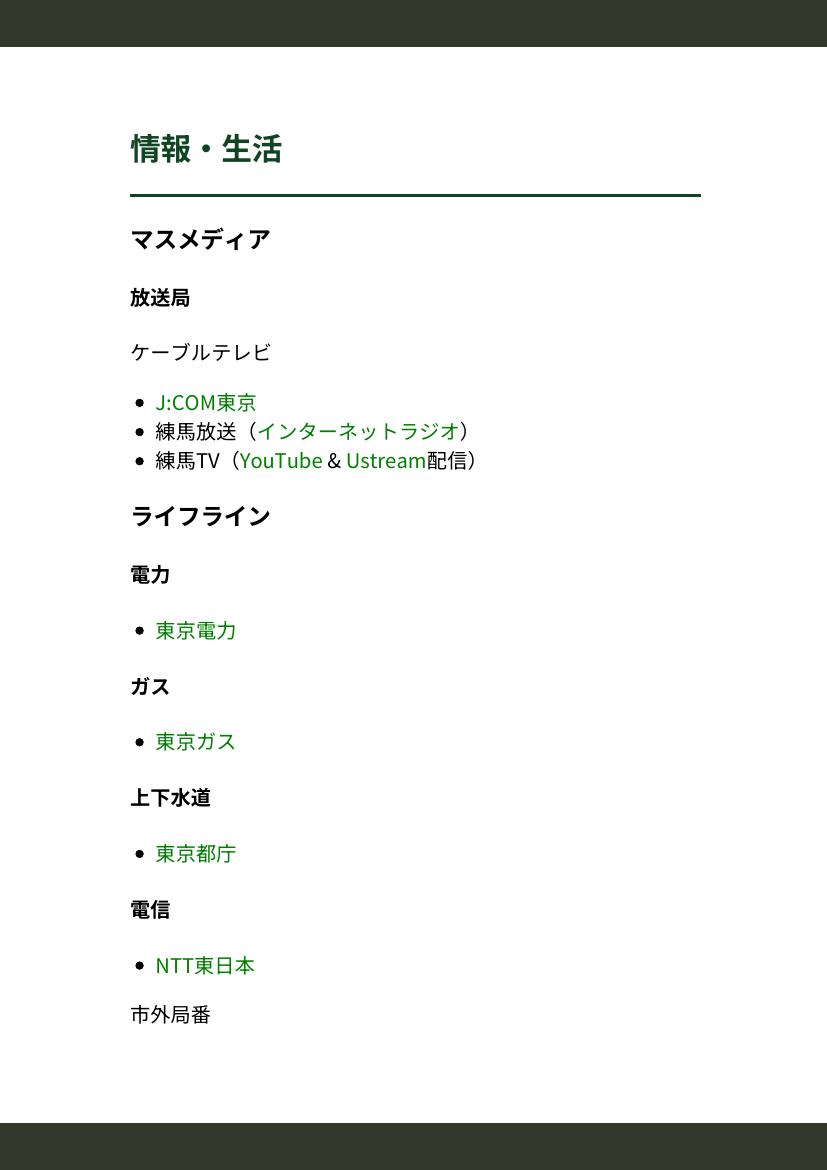 情報・生活
マスメディア
放送局
ケーブルテレビ
J:COM東京
練馬放送（インターネットラジオ）
練馬TV（YouTube & Ustream配信）
ライフライン
電力
東京電力
ガス
東京ガス
上下水道
東京都庁
電信
NTT東日本
市外局番